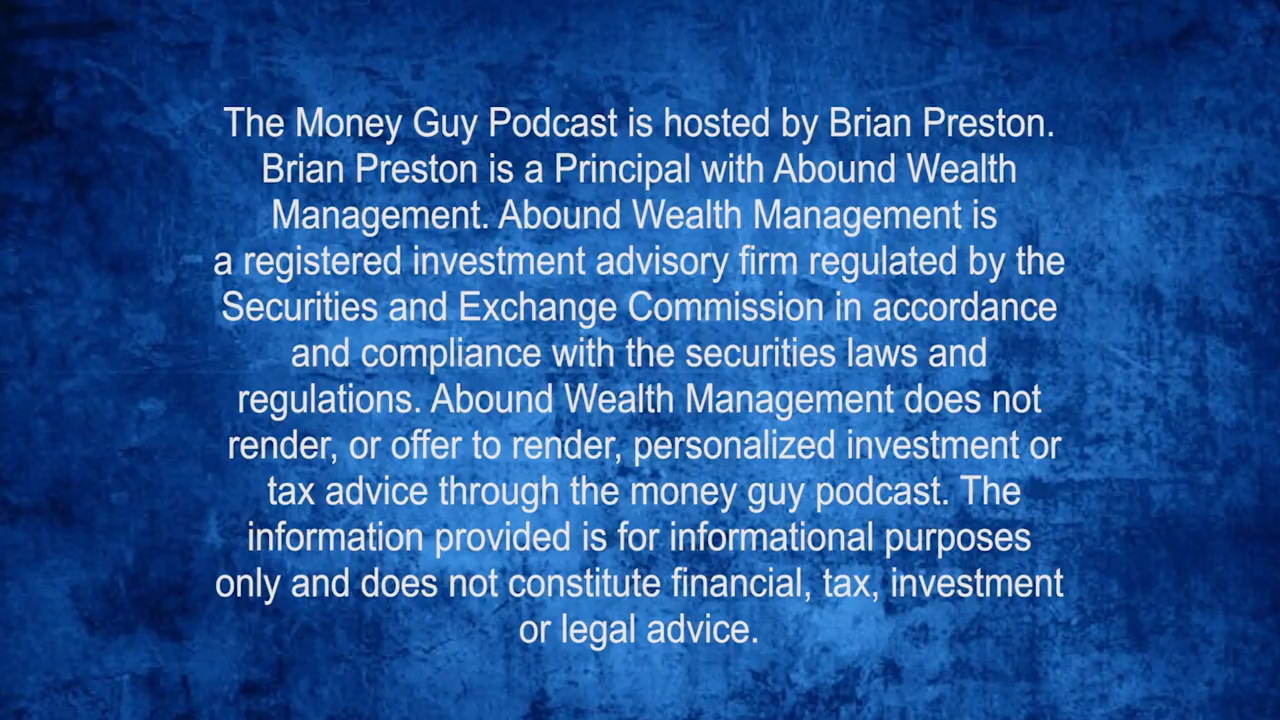 The Money Guy Podcast is hosted by Brian Preston.
Brian Preston is a Principal with Abound Wealth
Management. Abound Wealth Management is
a registered investment advisory firm regulated by the
Securities and Exchange Commission in accordance
and compliance with the securities laws and
regulations. Abound Wealth Management does not
render, or offer to render, personalized investment or
tax advice through the money guy podcast. The
information provided is for informational purposes
only and does not constitute financial, tax, investment
or legal advice.